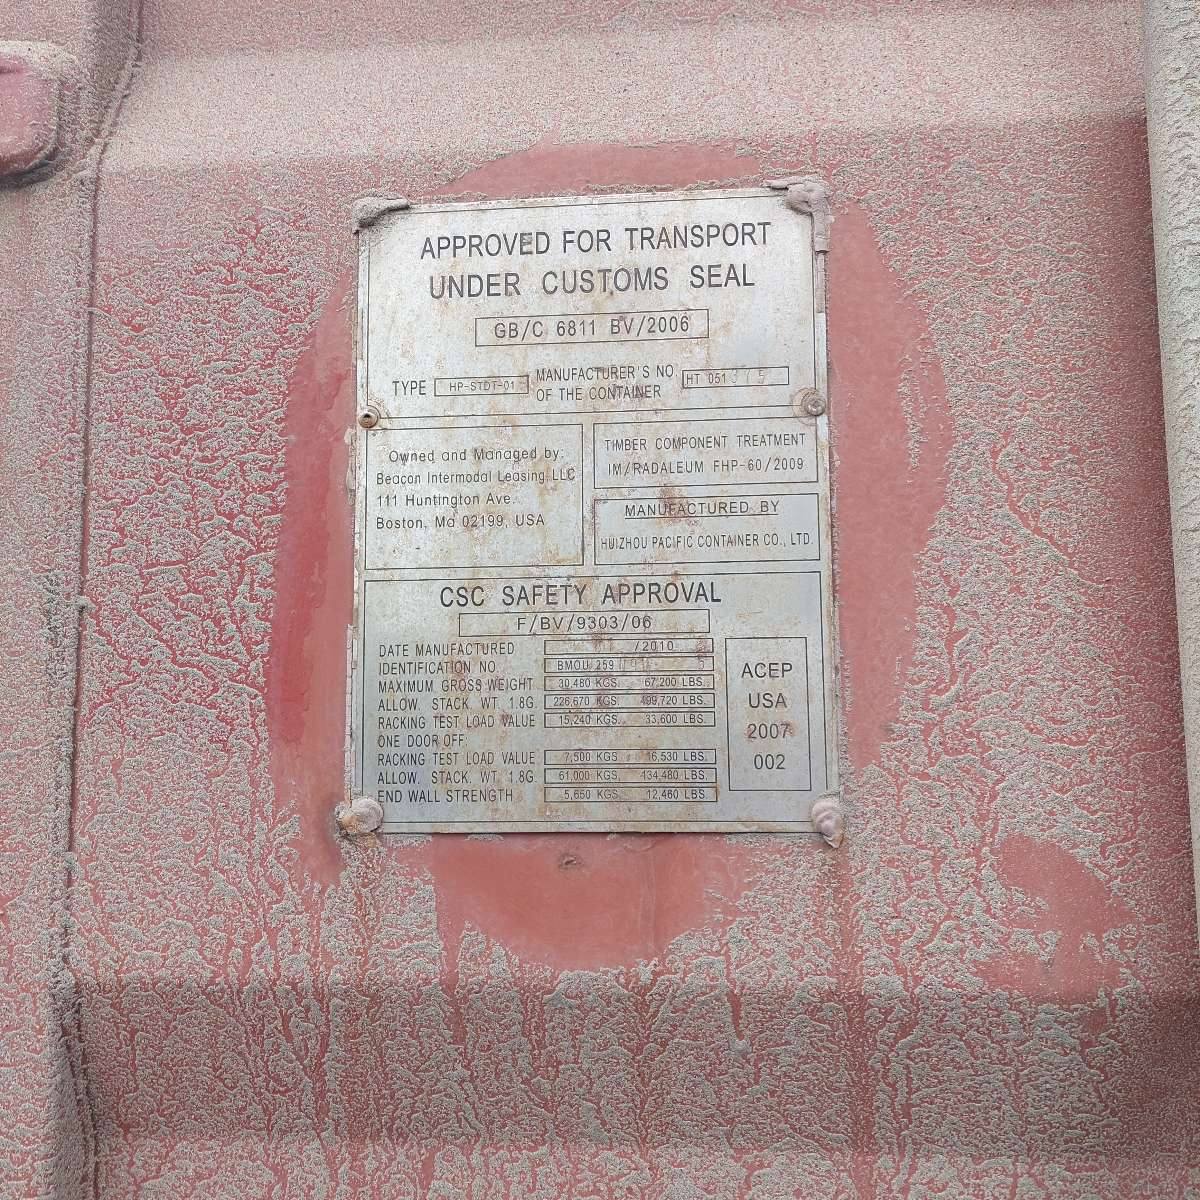 APPROVED FOR TRANSPORT
UNDER CUSTOMS SEAL
GB/C 6811 BV/2006
TYPE HP-STDT-01
MANUFACTURER'S NO.
OF THE CONTAINER
HT 051
Owned and Managed by:
Beacon Intermodal Leasing, LLC
111 Huntington Ave.
Boston, Ma 02199, USA
TIMBER COMPONENT TREATMENT
IM/RADALEUM FHP-60/2009
MANUFACTURED BY
HUIZHOU PACIFIC CONTAINER CO., LTD.
CSC SAFETY APPROVAL
F/BV/9303/06
DATE MANUFACTURED /2010
IDENTIFICATION NO. BMOU 259
MAXIMUM GROSS WEIGHT 30,480 KGS. 67,200 LBS.
ALLOW. STACK. WT. 1.8G. 226,670 KGS. 499,720 LBS.
RACKING TEST LOAD VALUE 15,240 KGS. 33,600 LBS.
ONE DOOR OFF:
RACKING TEST LOAD VALUE 7,500 KGS. 16,530 LBS.
ALLOW. STACK. WT. 1.8G. 61,000 KGS. 134,480 LBS.
END WALL STRENGTH 5,650 KGS. 12,460 LBS.
ACEP
USA
2007
002